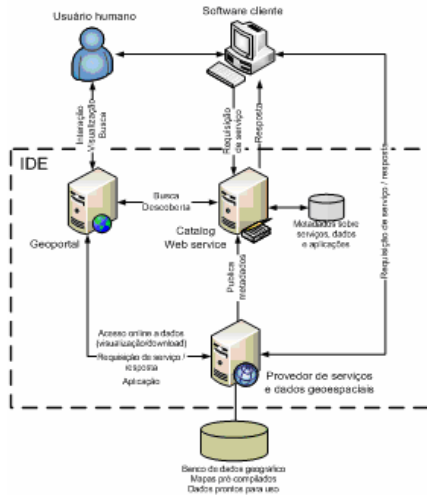 Usuário humano
Software cliente
Interação
Visualização
Busca
Requisição
de serviço
Resposta
Requisição de serviço / resposta
IDE
Busca
Descoberta
Geoportal
Catalog
Web service
Metadados sobre
serviços, dados
e aplicações
Publica
metadados
Acesso online a dados
(visualização/download)
Requisição de serviço /
resposta
Aplicação
Provedor de serviços
e dados geoespaciais
Banco de dados geográfico
Mapas pré-compilados
Dados prontos para uso